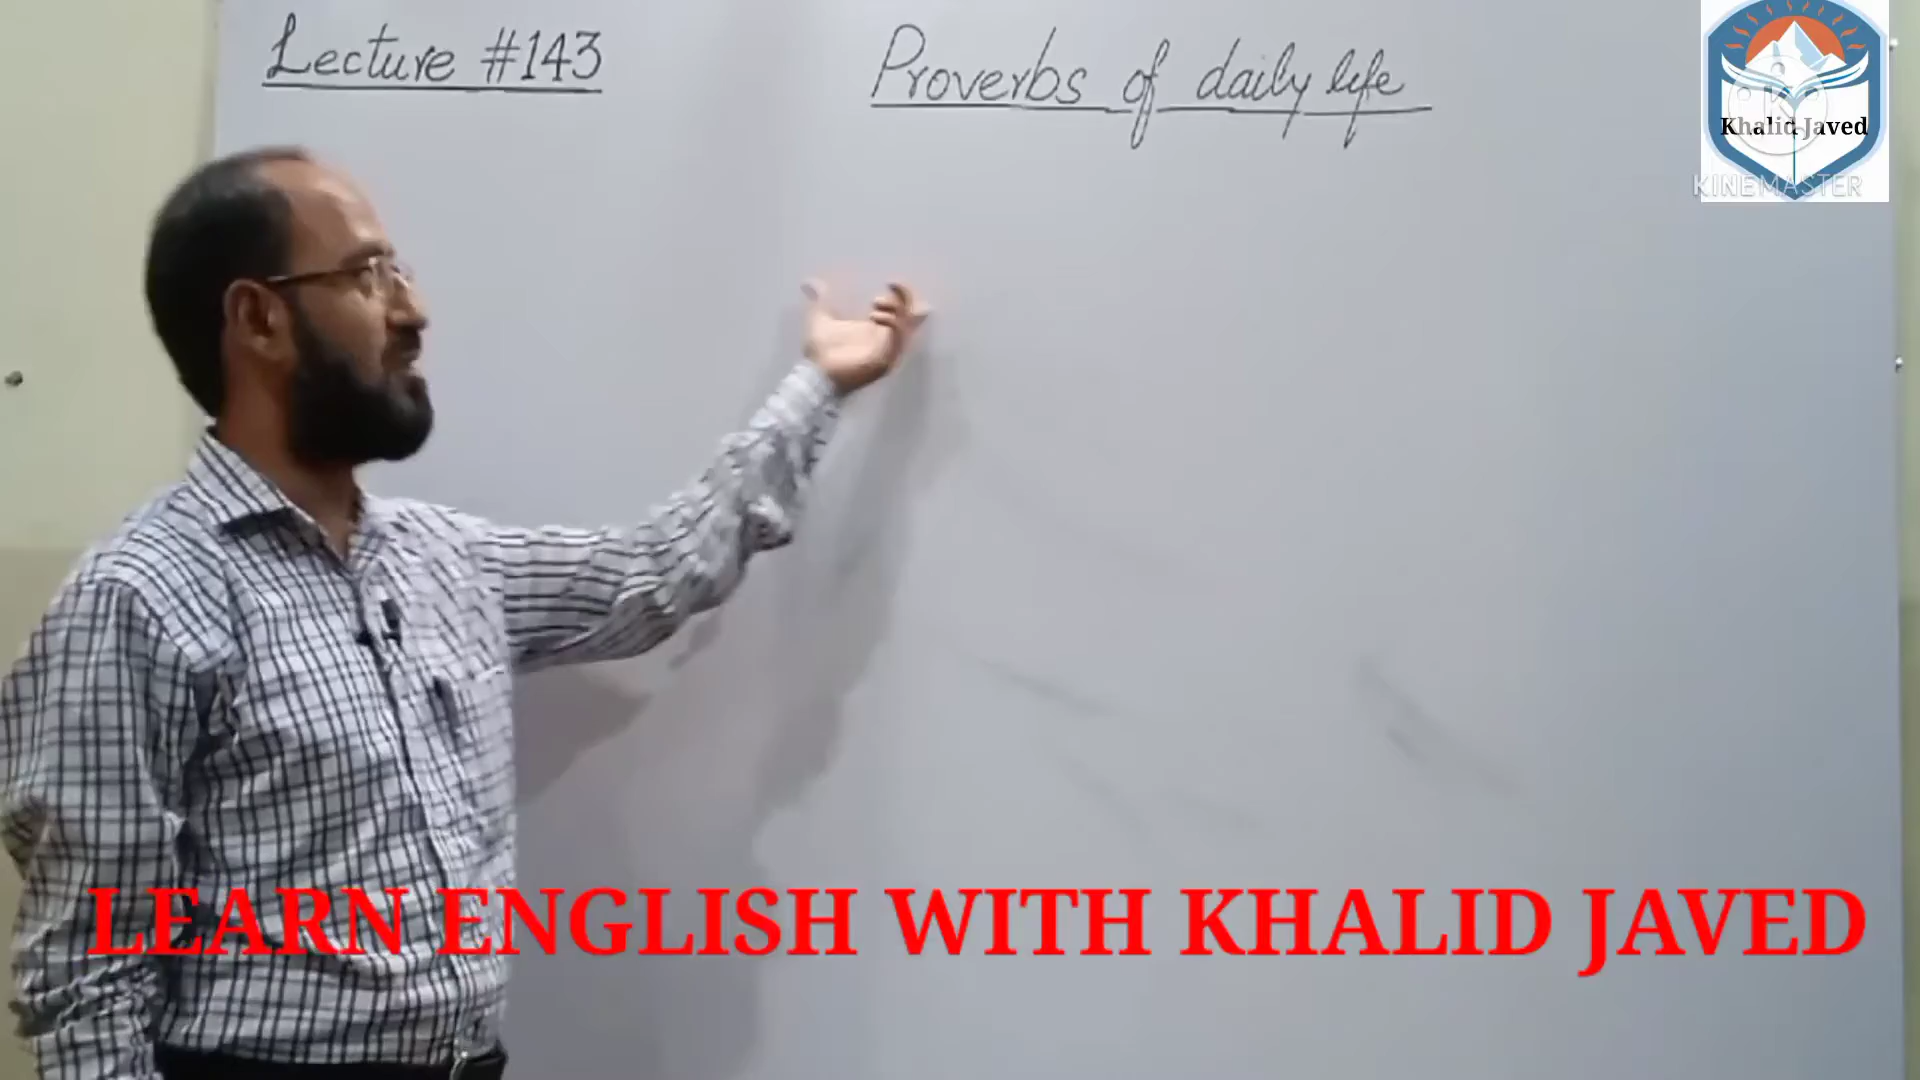 Lecture #143
Proverbs of daily life
Khalid Javed
KINEMASTER
LEARN ENGLISH WITH KHALID JAVED